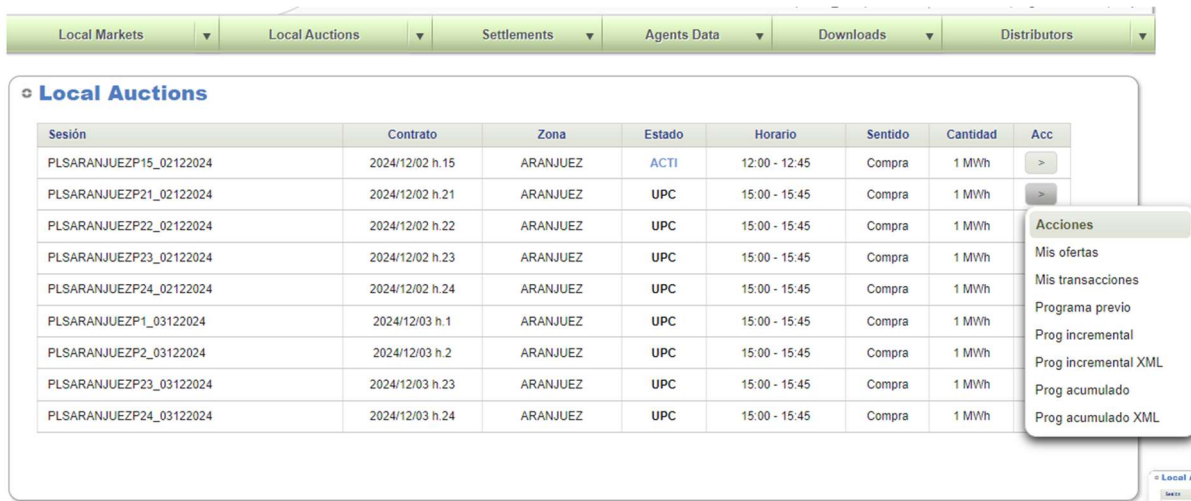 Local Markets ▼ Local Auctions ▼ Settlements ▼ Agents Data ▼ Downloads ▼ Distributors ▼
Local Auctions
Sesión Contrato Zona Estado Horario Sentido Cantidad Acc
PLSARANJUEZP15_02122024 2024/12/02 h.15 ARANJUEZ ACTI 12:00 - 12:45 Compra 1 MWh >
PLSARANJUEZP21_02122024 2024/12/02 h.21 ARANJUEZ UPC 15:00 - 15:45 Compra 1 MWh >
PLSARANJUEZP22_02122024 2024/12/02 h.22 ARANJUEZ UPC 15:00 - 15:45 Compra 1 MWh
PLSARANJUEZP23_02122024 2024/12/02 h.23 ARANJUEZ UPC 15:00 - 15:45 Compra 1 MWh
PLSARANJUEZP24_02122024 2024/12/02 h.24 ARANJUEZ UPC 15:00 - 15:45 Compra 1 MWh
PLSARANJUEZP1_03122024 2024/12/03 h.1 ARANJUEZ UPC 15:00 - 15:45 Compra 1 MWh
PLSARANJUEZP2_03122024 2024/12/03 h.2 ARANJUEZ UPC 15:00 - 15:45 Compra 1 MWh
PLSARANJUEZP23_03122024 2024/12/03 h.23 ARANJUEZ UPC 15:00 - 15:45 Compra 1 MWh
PLSARANJUEZP24_03122024 2024/12/03 h.24 ARANJUEZ UPC 15:00 - 15:45 Compra 1 MWh
Acciones
Mis ofertas
Mis transacciones
Programa previo
Prog incremental
Prog incremental XML
Prog acumulado
Prog acumulado XML
Local